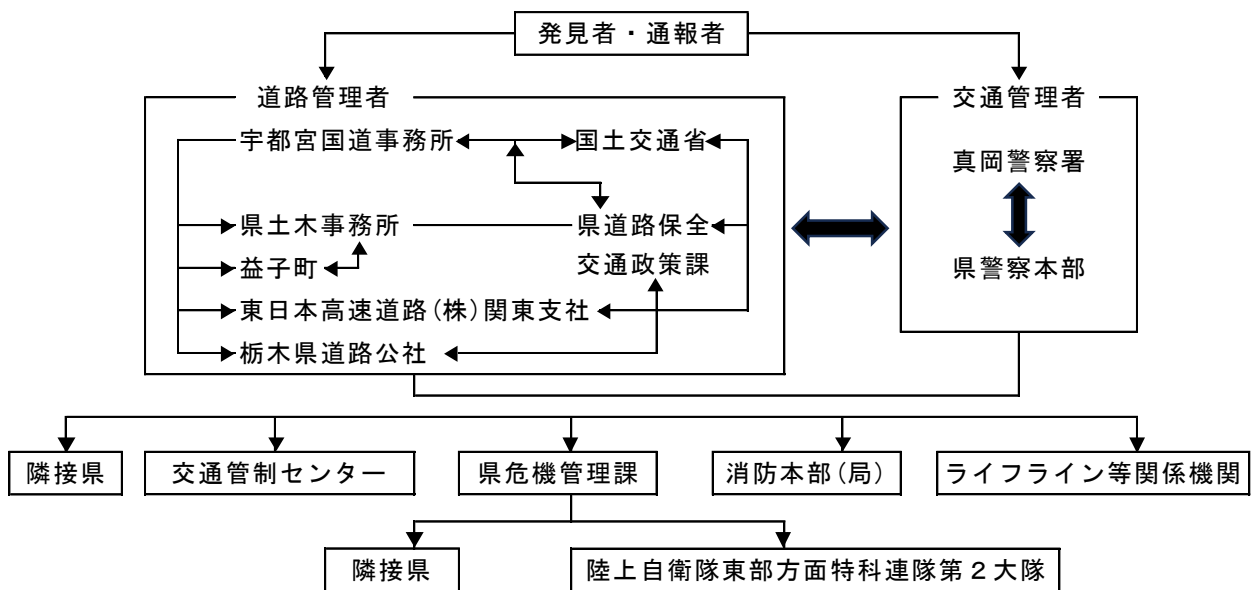 発見者・通報者
道路管理者
交通管理者
宇都宮国道事務所
国土交通省
真岡警察署
県土木事務所
県道路保全
交通政策課
益子町
県警察本部
東日本高速道路(株)関東支社
栃木県道路公社
隣接県
交通管制センター
県危機管理課
消防本部(局)
ライフライン等関係機関
隣接県
陸上自衛隊東部方面特科連隊第2大隊